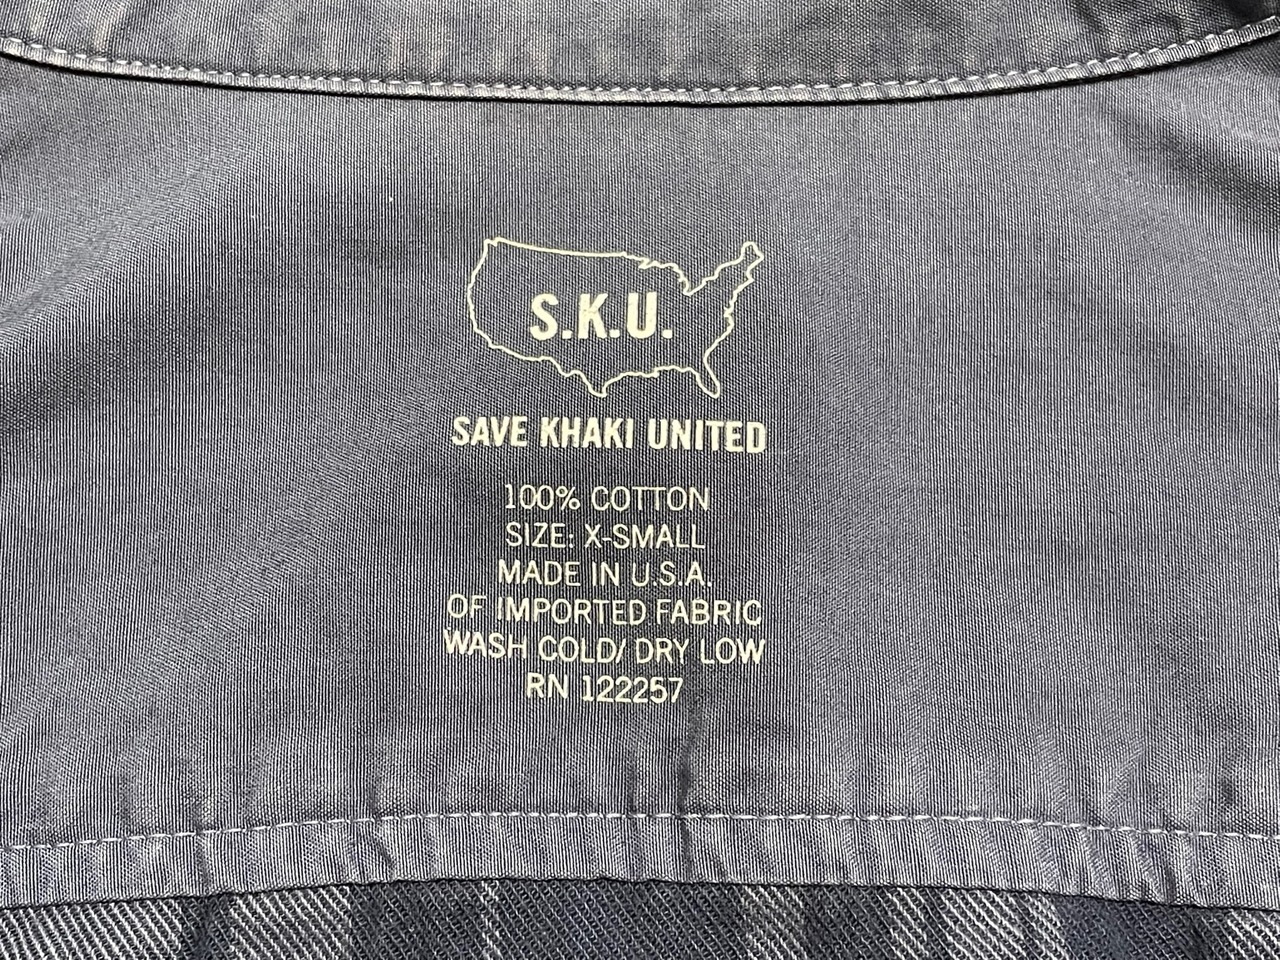 S.K.U.
SAVE KHAKI UNITED
100% COTTON
SIZE: X-SMALL
MADE IN U.S.A.
OF IMPORTED FABRIC
WASH COLD/ DRY LOW
RN 122257